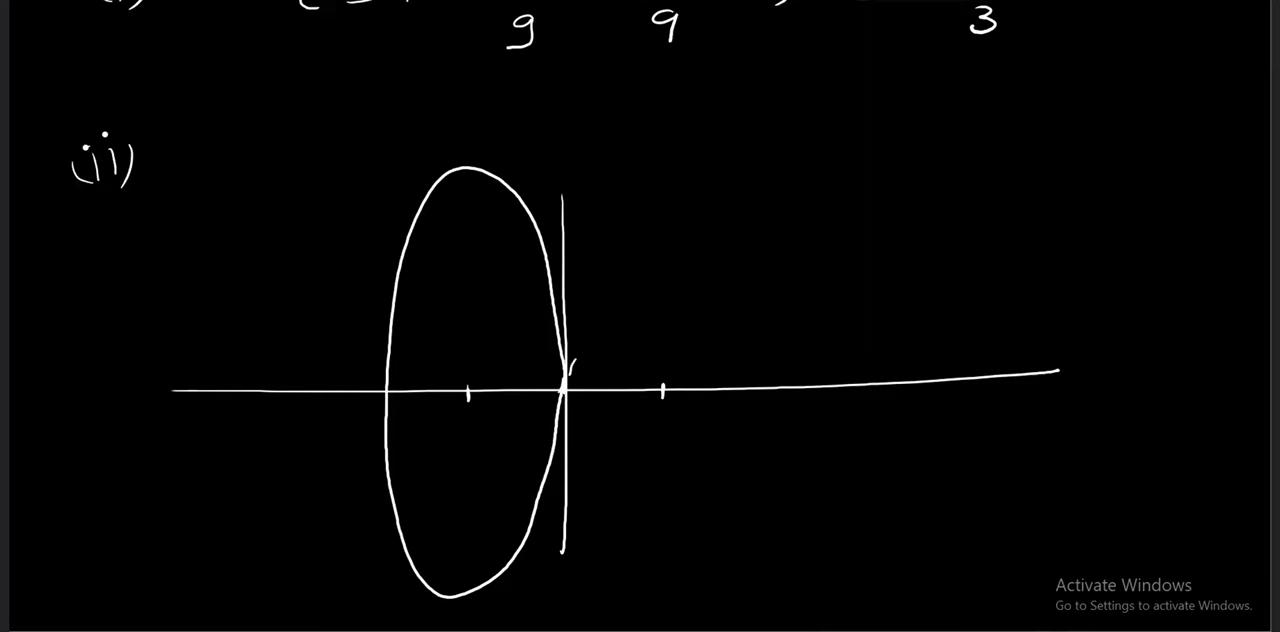 9 9 3
(ii)
Activate Windows
Go to Settings to activate Windows.